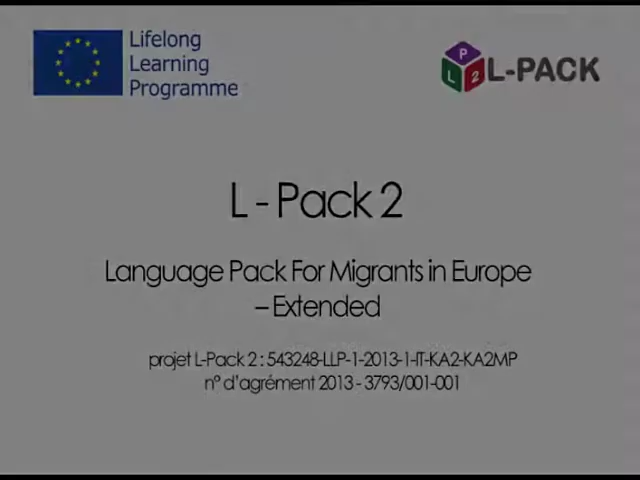 Lifelong
Learning
Programme
P
L 2
L-PACK
L - Pack 2
Language Pack For Migrants in Europe
– Extended
projet L-Pack 2 : 543248-LLP-1-2013-1-IT-KA2-KA2MP
n° d'agrément 2013 - 3793/001-001